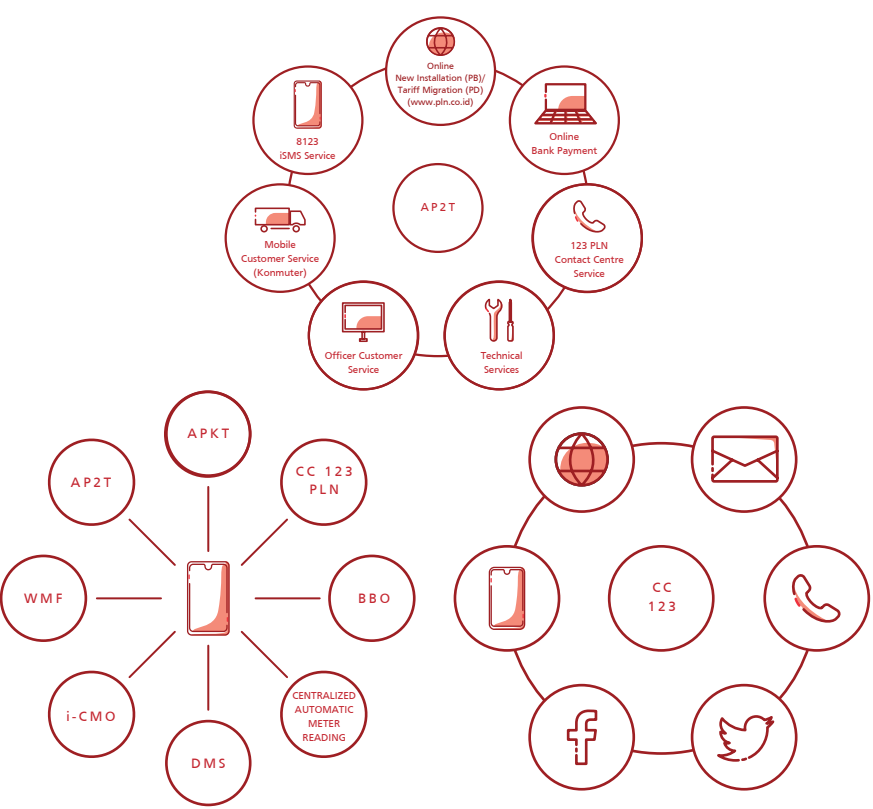 Online
New Installation (PB)/
Tariff Migration (PD)
(www.pln.co.id)
8123
iSMS Service
Online
Bank Payment
AP2T
Mobile
Customer Service
(Konmuter)
123 PLN
Contact Centre
Service
Officer Customer
Service
Technical
Services
APKT
AP2T
CC 123
PLN
WMF
BBO
i-CMO
CENTRALIZED
AUTOMATIC
METER
READING
DMS
CC
123